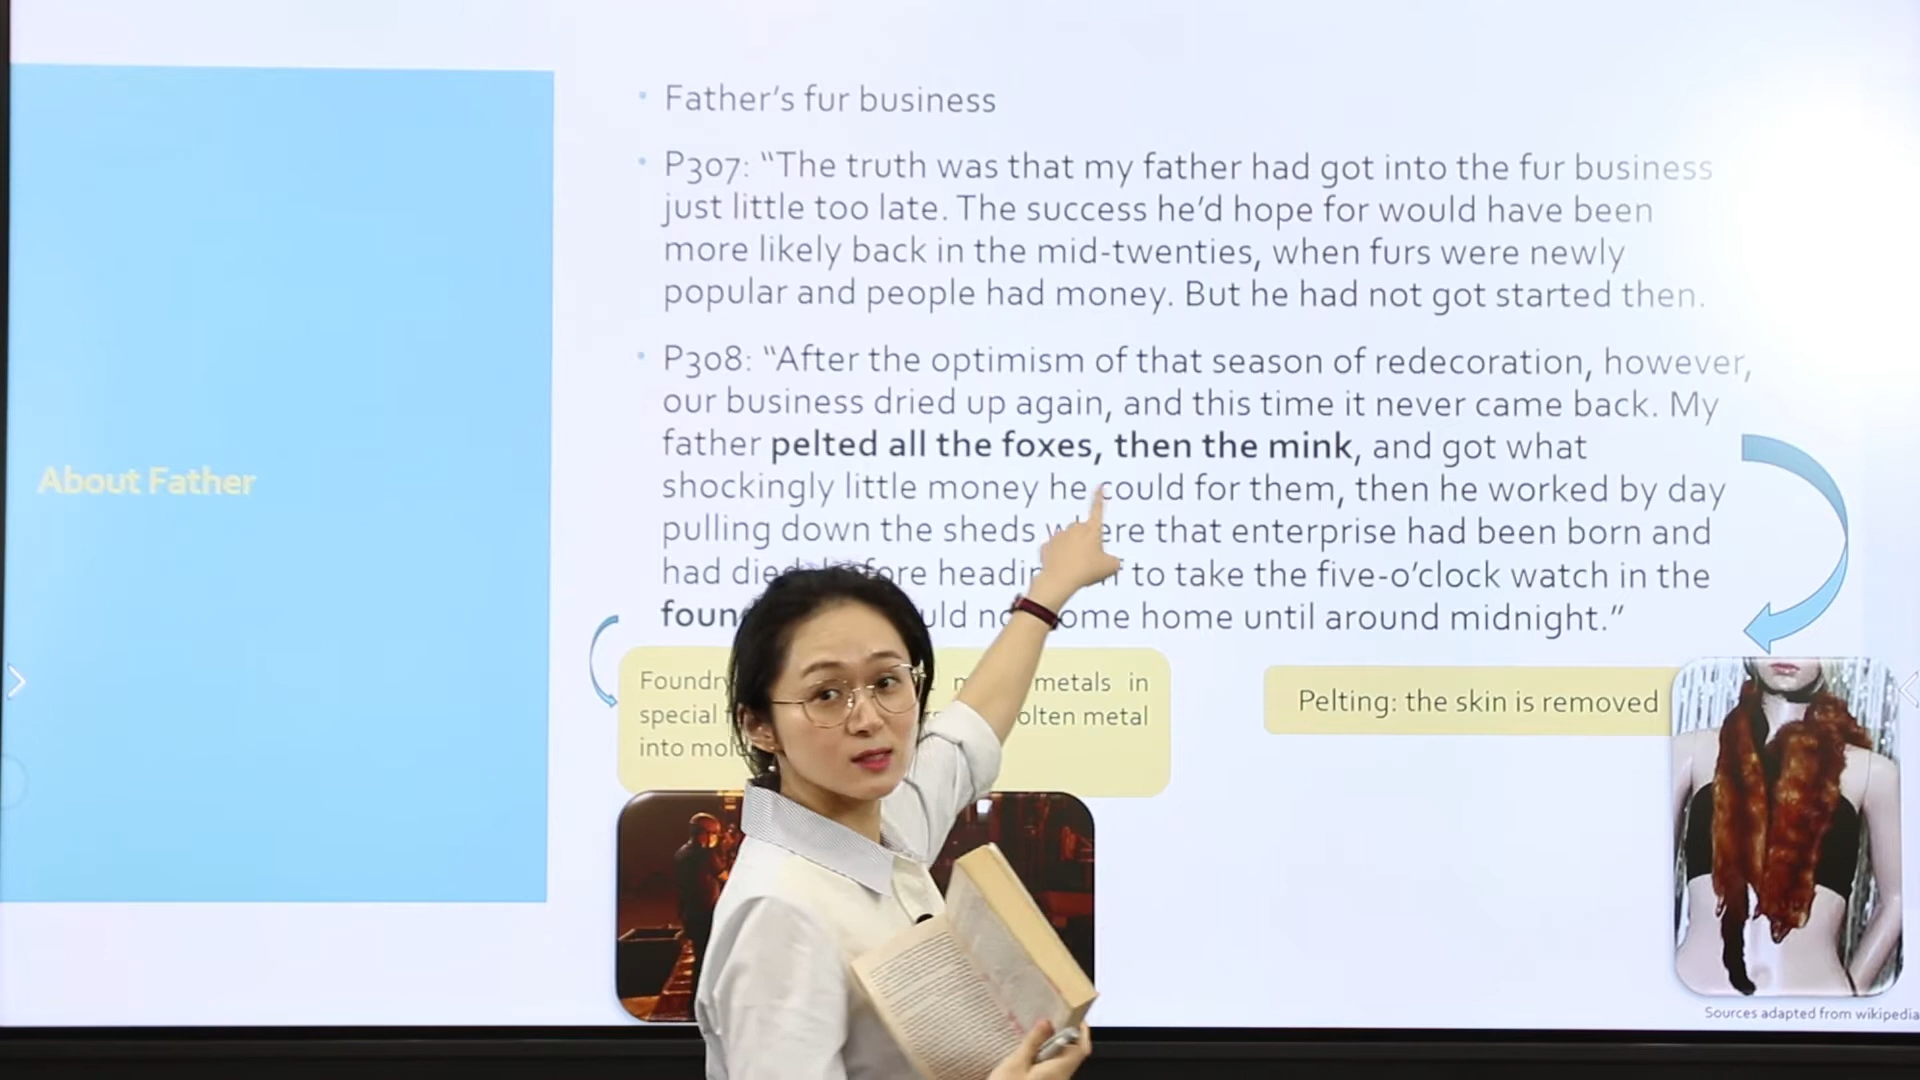 About Father
• Father's fur business
• P307: “The truth was that my father had got into the fur business
just little too late. The success he'd hope for would have been
more likely back in the mid-twenties, when furs were newly
popular and people had money. But he had not got started then.
• P308: “After the optimism of that season of redecoration, however,
our business dried up again, and this time it never came back. My
father pelted all the foxes, then the mink, and got what
shockingly little money he could for them, then he worked by day
pulling down the sheds where that enterprise had been born and
had died before heading to take the five-o'clock watch in the
come home until around midnight.”
Foundry metals in
special molten metal
into
Pelting: the skin is removed
Sources adapted from wikipedia